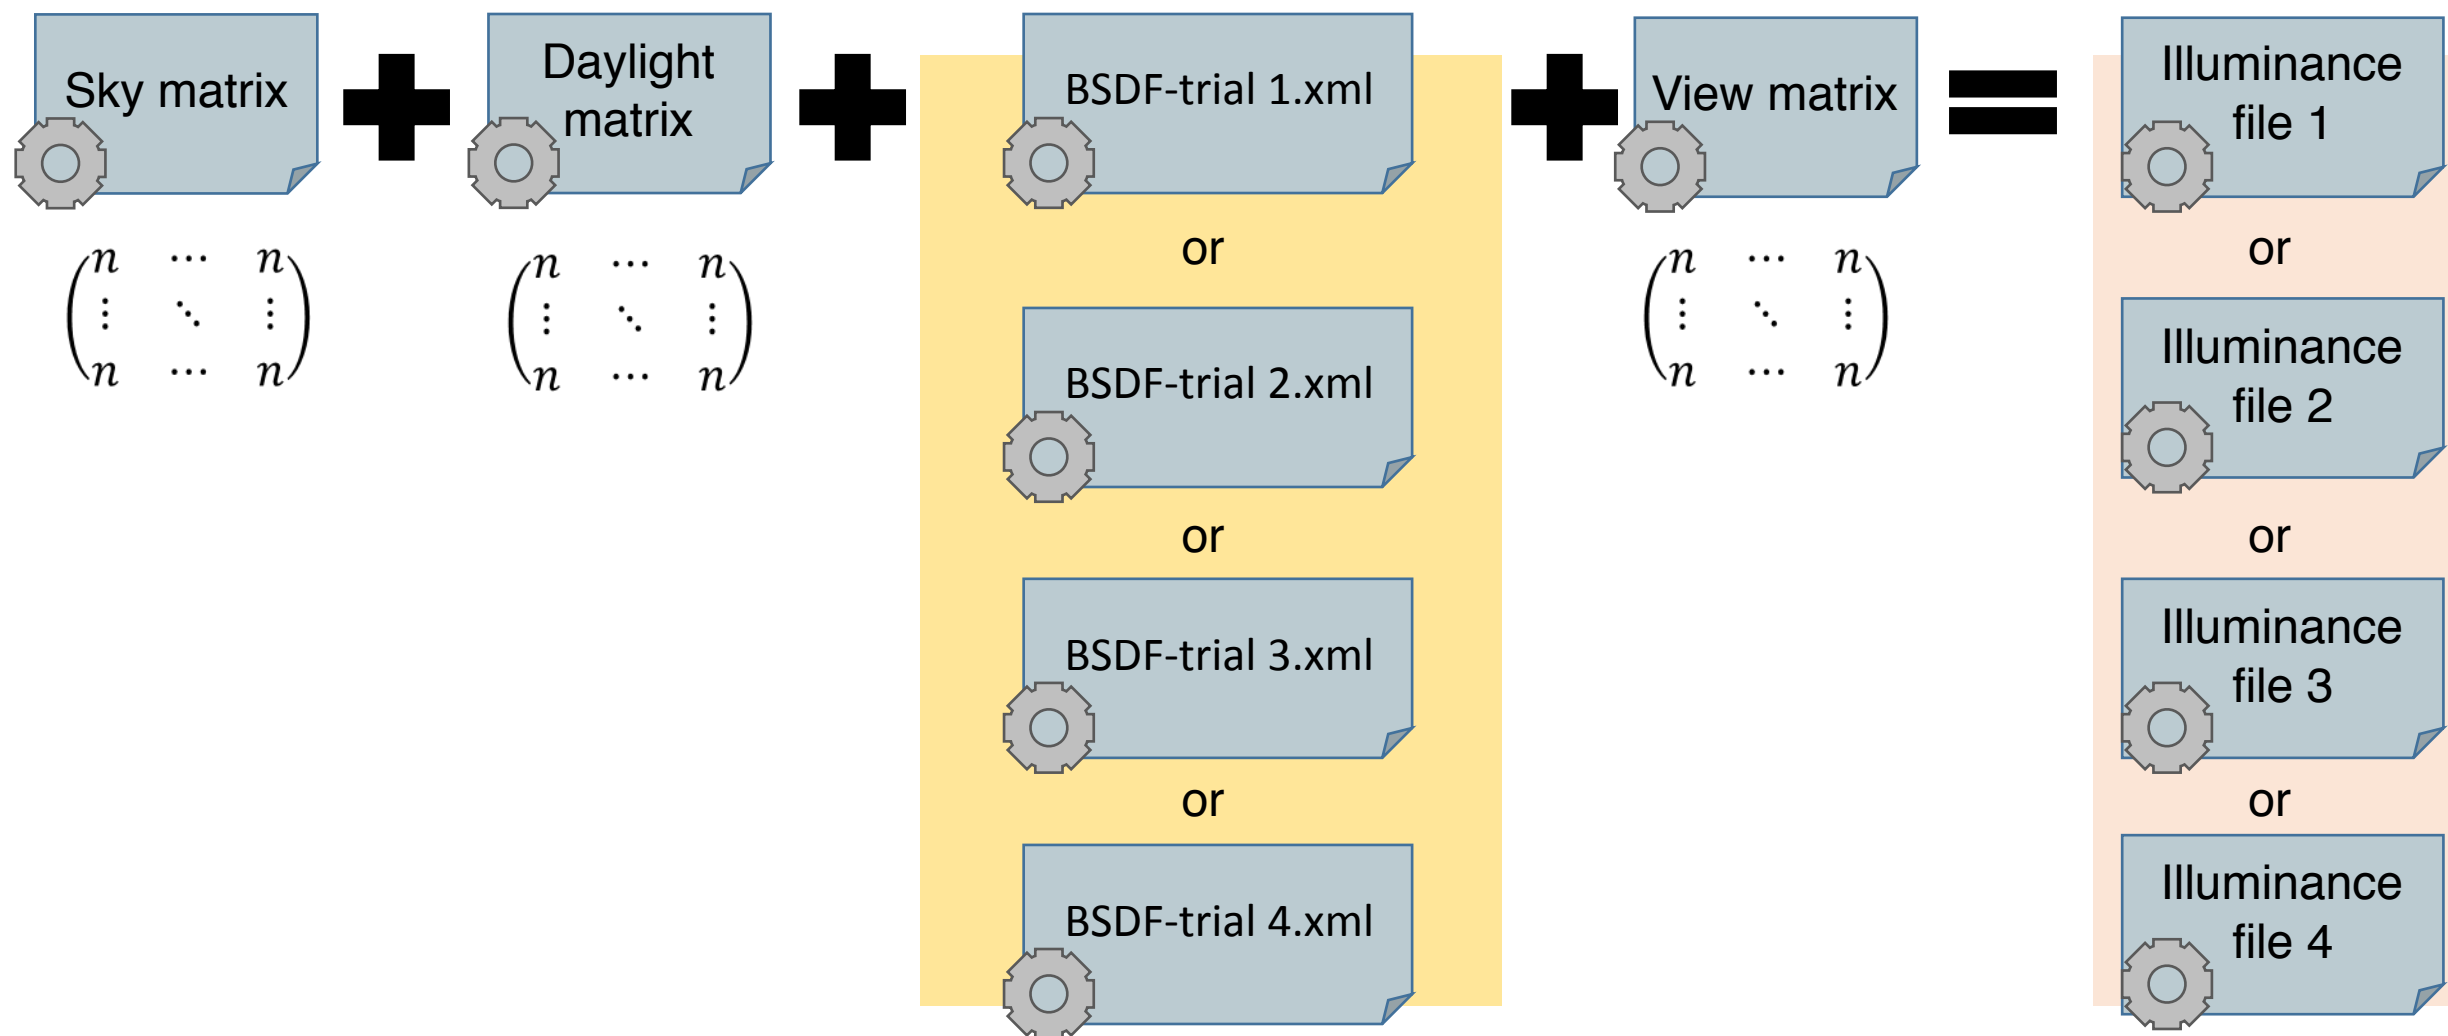 Sky matrix
Daylight
matrix
BSDF-trial 1.xml
View matrix
Illuminance
file 1
n ⋯ n
⋮ ⋱ ⋮
n ⋯ n
n ⋯ n
⋮ ⋱ ⋮
n ⋯ n
or
n ⋯ n
⋮ ⋱ ⋮
n ⋯ n
or
BSDF-trial 2.xml
Illuminance
file 2
or
or
BSDF-trial 3.xml
Illuminance
file 3
or
or
BSDF-trial 4.xml
Illuminance
file 4